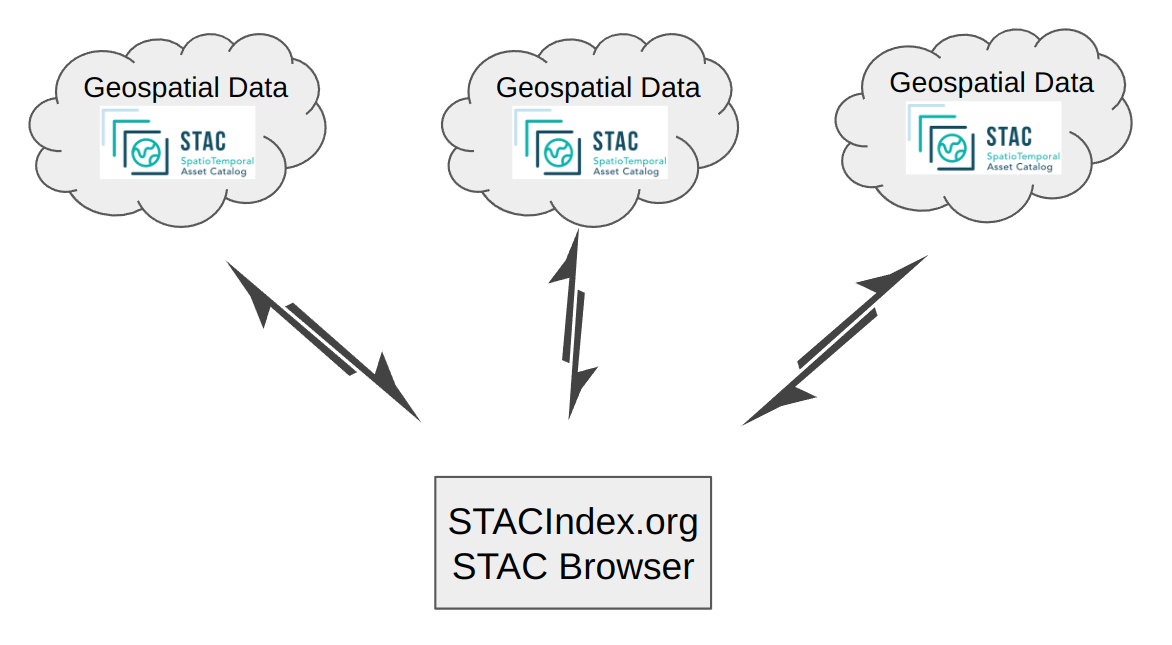 Geospatial Data
STAC
SpatioTemporal
Asset Catalog
Geospatial Data
STAC
SpatioTemporal
Asset Catalog
Geospatial Data
STAC
SpatioTemporal
Asset Catalog
STACIndex.org
STAC Browser